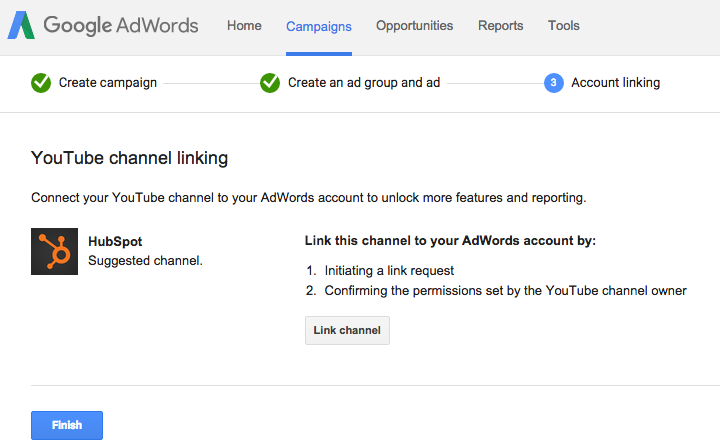 Google AdWords Home Campaigns Opportunities Reports Tools
Create campaign Create an ad group and ad 3 Account linking
YouTube channel linking
Connect your YouTube channel to your AdWords account to unlock more features and reporting.
HubSpot
Suggested channel.
Link this channel to your AdWords account by:
1. Initiating a link request
2. Confirming the permissions set by the YouTube channel owner
Link channel
Finish